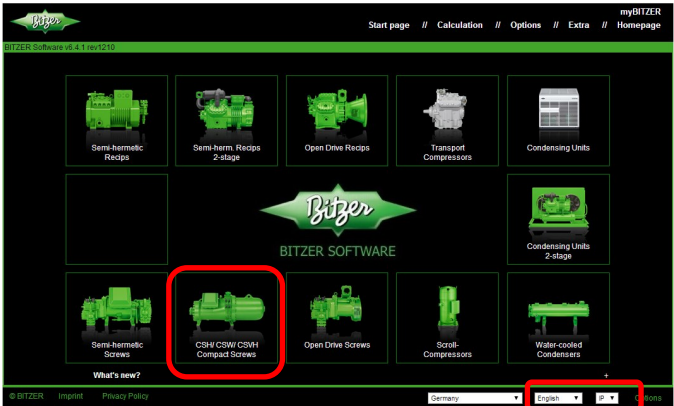 Bitzer
myBITZER
Start page // Calculation // Options // Extra // Homepage
BITZER Software v6.4.1 rev1210
Semi-hermetic
Recips
Semi-herm. Recips
2-stage
Open Drive Recips
Transport
Compressors
Condensing Units
Bitzer
BITZER SOFTWARE
Condensing Units
2-stage
Semi-hermetic
Screws
CSH/ CSW/ CSVH
Compact Screws
Open Drive Screws
Scroll-
Compressors
Water-cooled
Condensers
What's new? +
© BITZER Imprint Privacy Policy Germany English IP Options